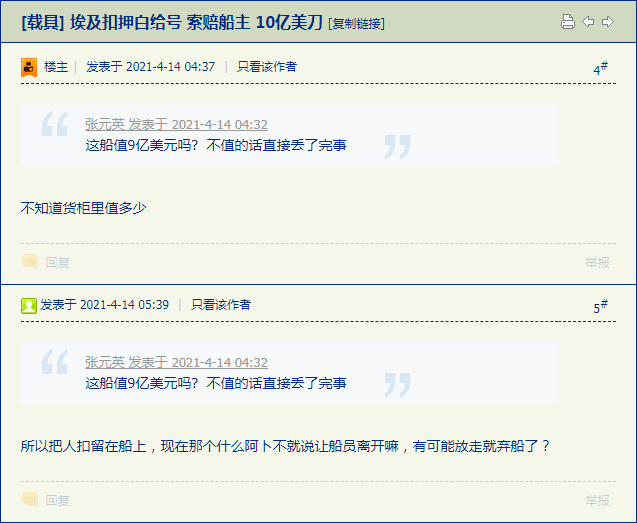 [载具] 埃及扣押白给号 索赔船主 10亿美刀 [复制链接]
楼主 | 发表于 2021-4-14 04:37 | 只看该作者 4#
张元英 发表于 2021-4-14 04:32
这船值9亿美元吗？不值的话直接丢了完事
不知道货柜里值多少
回复 举报
发表于 2021-4-14 05:39 | 只看该作者 5#
张元英 发表于 2021-4-14 04:32
这船值9亿美元吗？不值的话直接丢了完事
所以把人扣留在船上，现在那个什么阿卜不就说让船员离开嘛，有可能放走就弃船了？
回复 举报